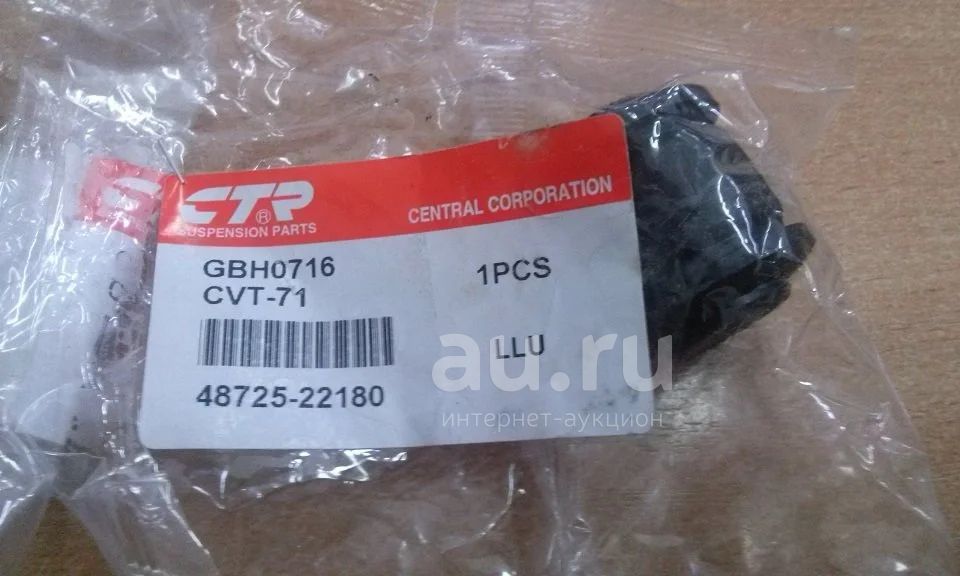 CTR®
SUSPENSION PARTS
CENTRAL CORPORATION
GBH0716
1PCS
CVT-71
LLU
48725-22180
au.ru
интернет-аукцион